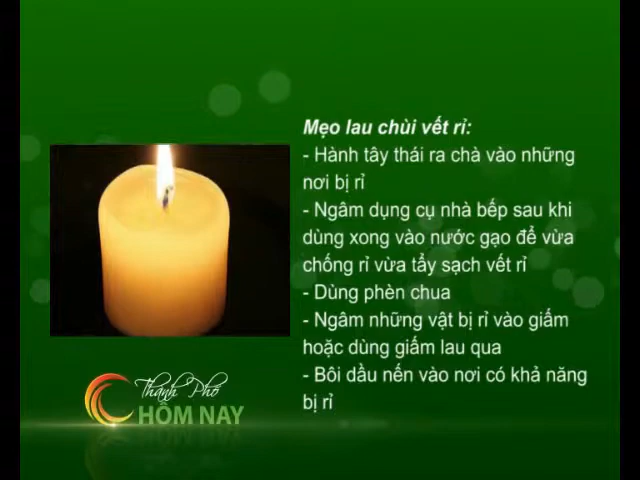 Mẹo lau chùi vết rỉ:
- Hành tây thái ra chà vào những
nơi bị rỉ
- Ngâm dụng cụ nhà bếp sau khi
dùng xong vào nước gạo để vừa
chống rỉ vừa tẩy sạch vết rỉ
- Dùng phèn chua
- Ngâm những vật bị rỉ vào giấm
hoặc dùng giấm lau qua
- Bôi dầu nến vào nơi có khả năng
bị rỉ
Thành Phố
HÔM NAY